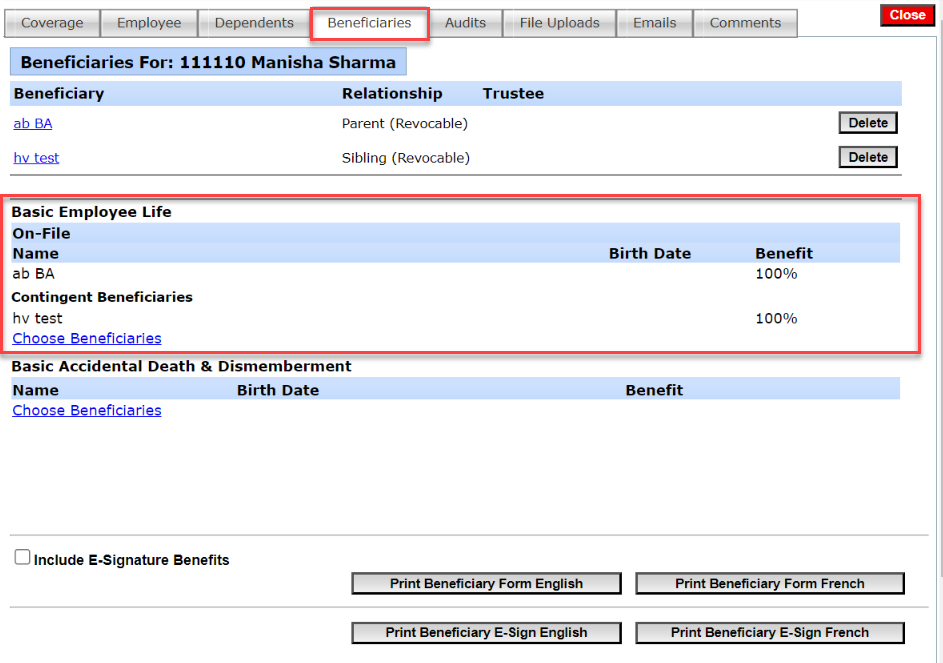 Coverage Employee Dependents Beneficiaries Audits File Uploads Emails Comments Close
Beneficiaries For: 111110 Manisha Sharma
Beneficiary Relationship Trustee
ab BA Parent (Revocable) Delete
hv test Sibling (Revocable) Delete
Basic Employee Life
On-File
Name Birth Date Benefit
ab BA 100%
Contingent Beneficiaries
hv test 100%
Choose Beneficiaries
Basic Accidental Death & Dismemberment
Name Birth Date Benefit
Choose Beneficiaries
Include E-Signature Benefits
Print Beneficiary Form English Print Beneficiary Form French
Print Beneficiary E-Sign English Print Beneficiary E-Sign French